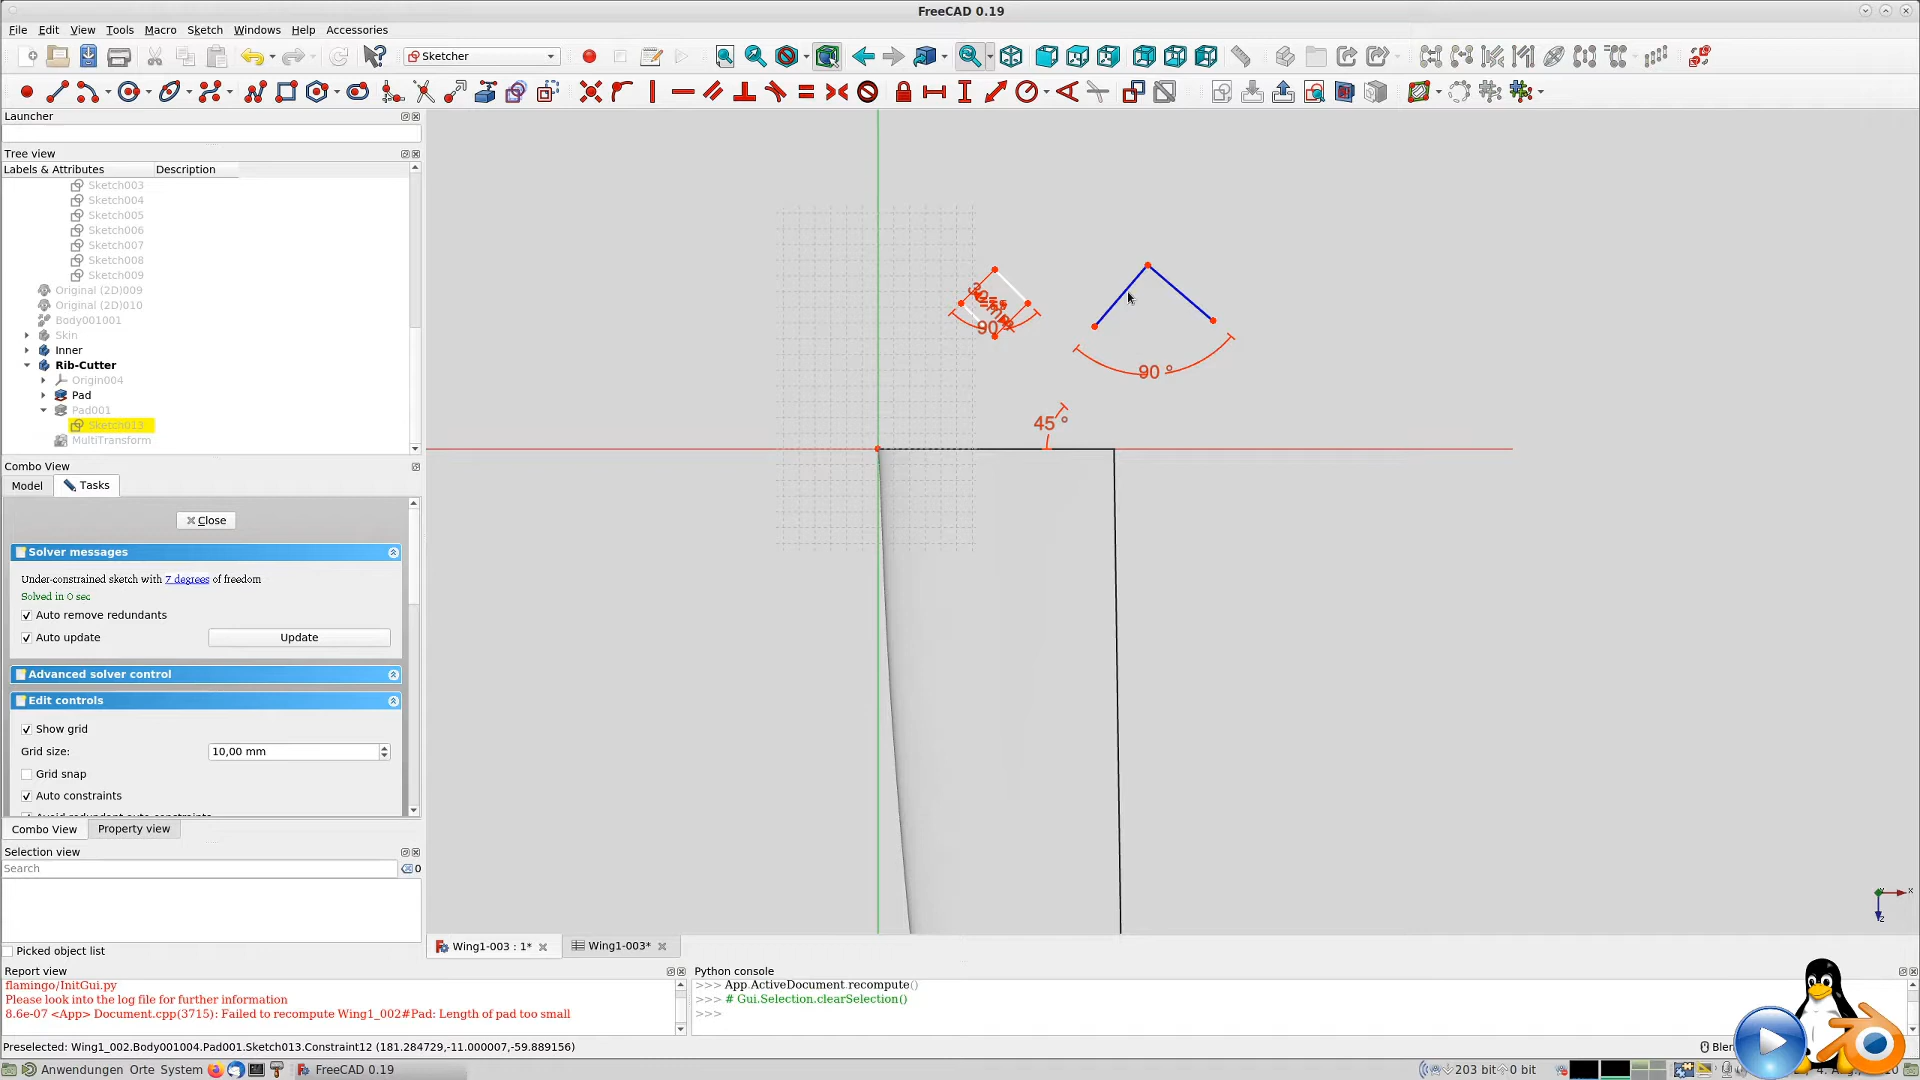 FreeCAD 0.19
File Edit View Tools Macro Sketch Windows Help Accessories
Sketcher
Launcher
Tree view
Labels & Attributes Description
Sketch003
Sketch004
Sketch005
Sketch006
Sketch007
Sketch008
Sketch009
Original (2D)009
Original (2D)010
Body001001
Skin
Inner
Rib-Cutter
Origin004
Pad
Pad001
Sketch013
MultiTransform
Combo View
Model Tasks
Close
Solver messages
Under-constrained sketch with 7 degrees of freedom
Solved in 0 sec
Auto remove redundants
Auto update Update
Advanced solver control
Edit controls
Show grid
Grid size: 10,00 mm
Grid snap
Auto constraints
Combo View Property view
Selection view
Search 0
Picked object list
90
90 °
45 °
x
z
Wing1-003 : 1* Wing1-003*
Report view
flamingo/InitGui.py
Please look into the log file for further information
8.6e-07 <App> Document.cpp(3715): Failed to recompute Wing1_002#Pad: Length of pad too small
Python console
>>> App.ActiveDocument.recompute()
>>> # Gui.Selection.clearSelection()
>>>
Preselected: Wing1_002.Body001004.Pad001.Sketch013.Constraint12 (181.284729,-11.000007,-59.889156)
Anwendungen Orte System FreeCAD 0.19 203 bit 0 bit